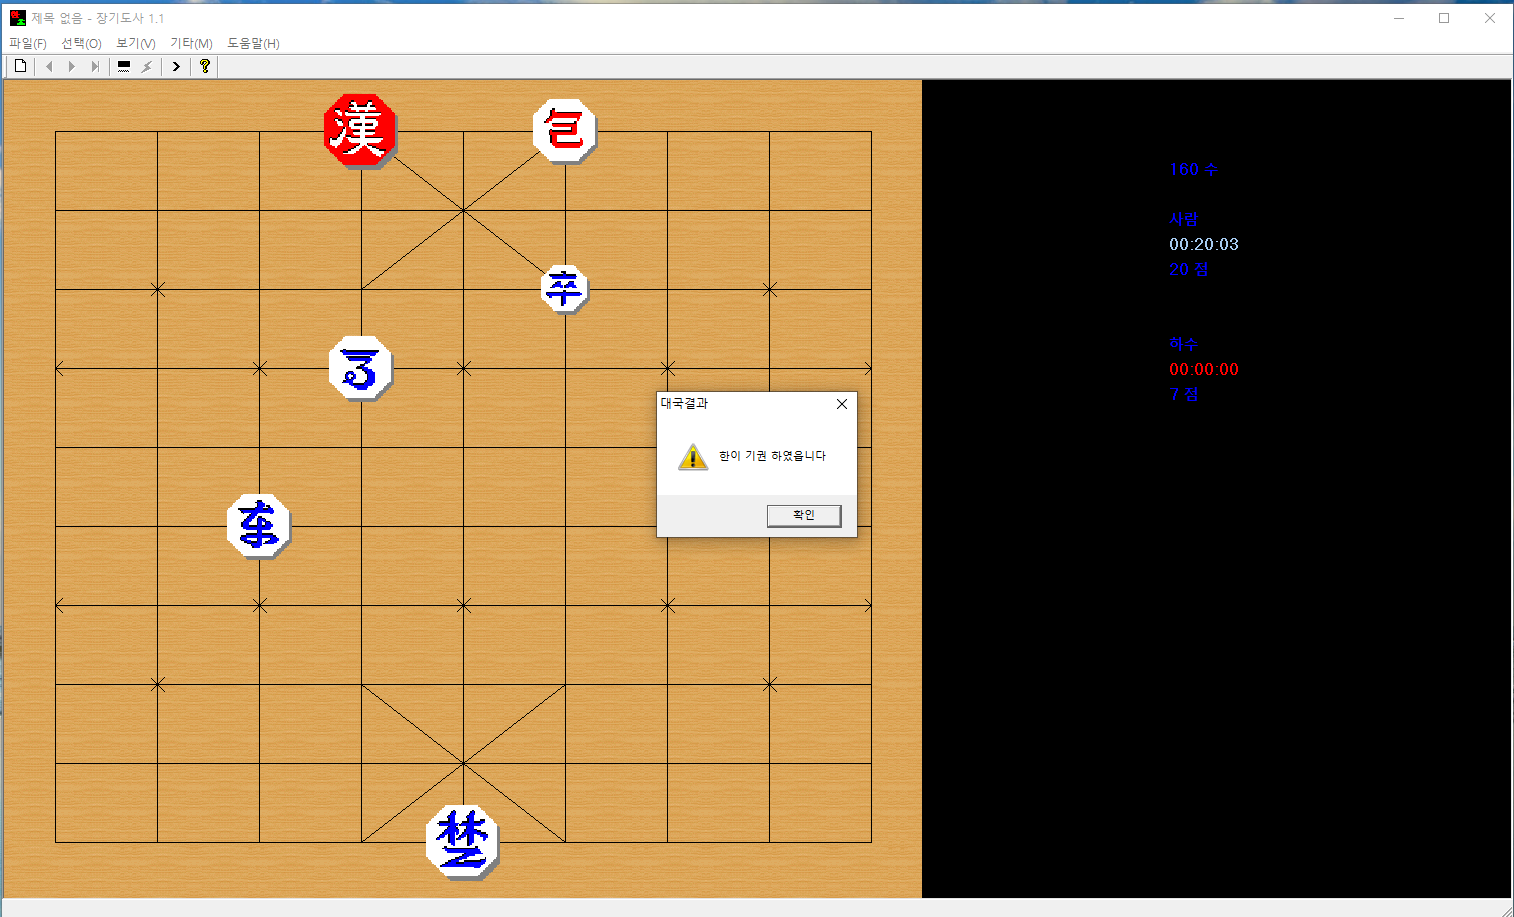 제목 없음 - 장기도사 1.1
파일(F) 선택(O) 보기(V) 기타(M) 도움말(H)
漢 包
160 수
사람
00:20:03
20 점
卒
하수
00:00:00
7 점
馬
대국결과
한이 기권 하였읍니다
확인
车
楚